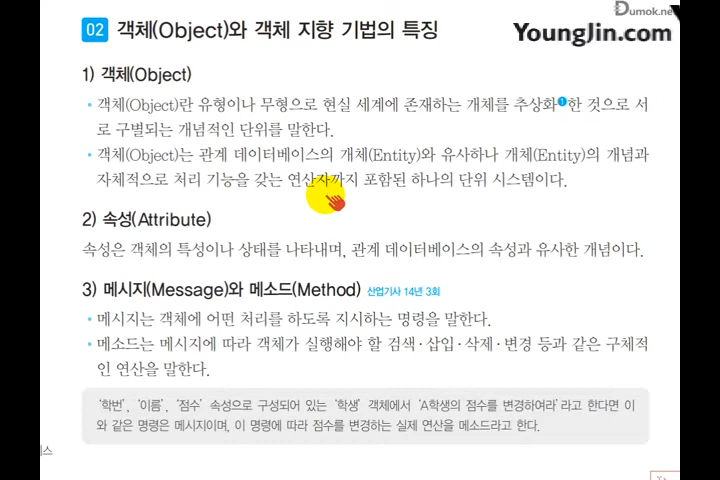 Dumok.ne
YoungJin.com
02 객체(Object)와 객체 지향 기법의 특징
1) 객체(Object)
• 객체(Object)란 유형이나 무형으로 현실 세계에 존재하는 개체를 추상화❶한 것으로 서
로 구별되는 개념적인 단위를 말한다.
• 객체(Object)는 관계 데이터베이스의 개체(Entity)와 유사하나 개체(Entity)의 개념과
자체적으로 처리 기능을 갖는 연산자까지 포함된 하나의 단위 시스템이다.
2) 속성(Attribute)
속성은 객체의 특성이나 상태를 나타내며, 관계 데이터베이스의 속성과 유사한 개념이다.
3) 메시지(Message)와 메소드(Method) 산업기사 14년 3회
• 메시지는 객체에 어떤 처리를 하도록 지시하는 명령을 말한다.
• 메소드는 메시지에 따라 객체가 실행해야 할 검색·삽입·삭제·변경 등과 같은 구체적
인 연산을 말한다.
'학번', '이름', '점수' 속성으로 구성되어 있는 '학생' 객체에서 'A학생의 점수를 변경하여라'라고 한다면 이
와 같은 명령은 메시지이며, 이 명령에 따라 점수를 변경하는 실제 연산을 메소드라고 한다.
스